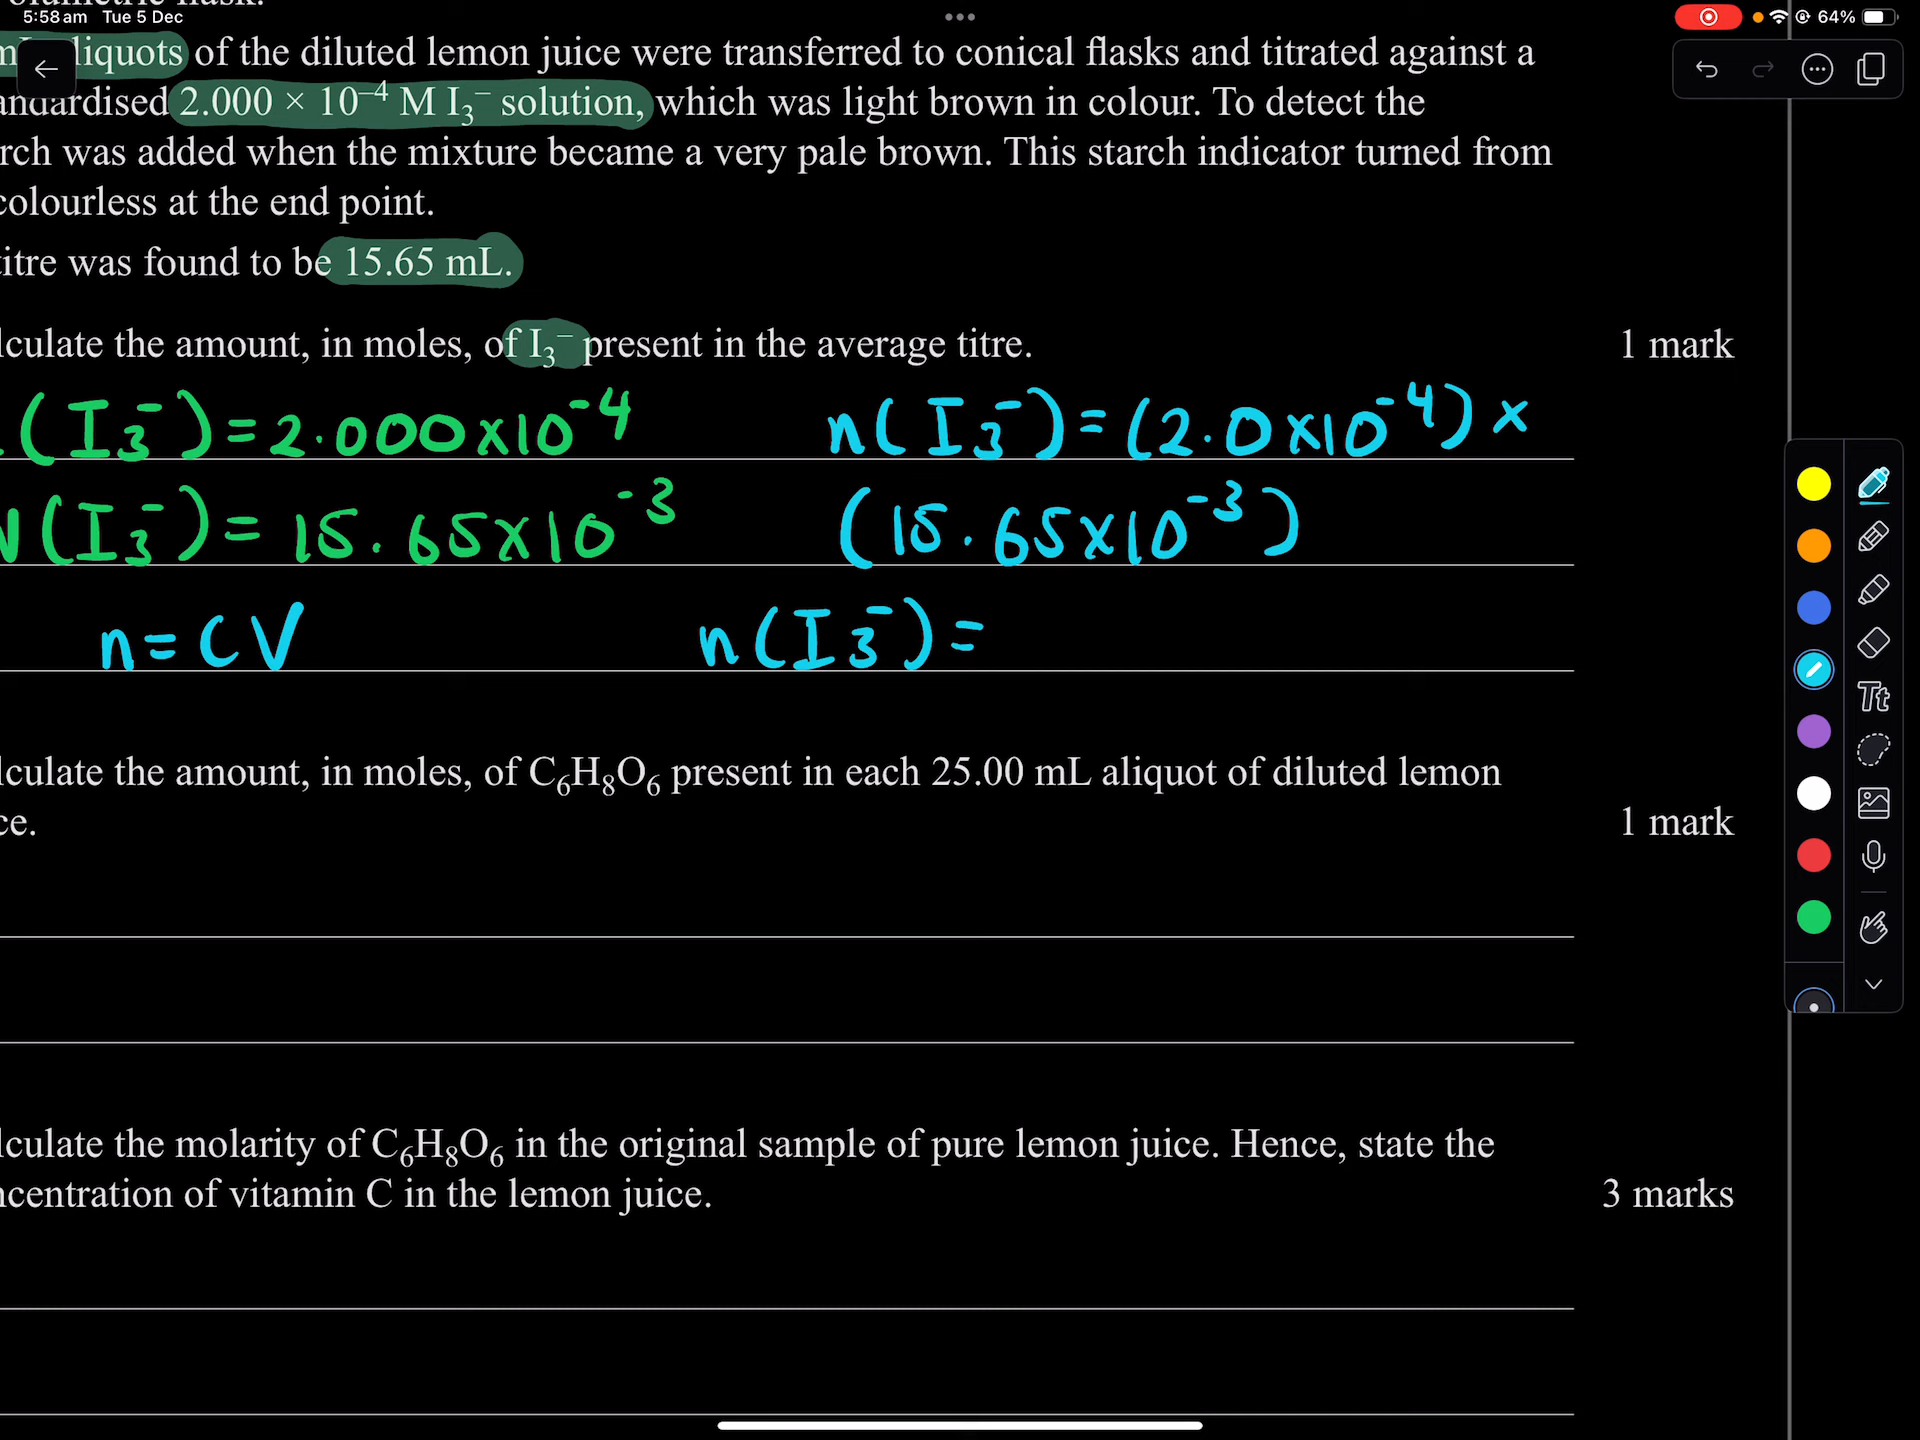 5:58 am Tue 5 Dec
64%
liquots of the diluted lemon juice were transferred to conical flasks and titrated against a
andardised 2.000 × 10⁻⁴ M I₃⁻ solution, which was light brown in colour. To detect the
rch was added when the mixture became a very pale brown. This starch indicator turned from
colourless at the end point.
titre was found to be 15.65 mL.
lculate the amount, in moles, of I₃⁻ present in the average titre. 1 mark
(I₃⁻) = 2.000×10⁻⁴
n(I₃⁻) = (2.0×10⁻⁴) ×
V(I₃⁻) = 15.65×10⁻³
(15.65×10⁻³)
n = CV
n(I₃⁻) =
lculate the amount, in moles, of C₆H₈O₆ present in each 25.00 mL aliquot of diluted lemon
ce. 1 mark
lculate the molarity of C₆H₈O₆ in the original sample of pure lemon juice. Hence, state the
ncentration of vitamin C in the lemon juice. 3 marks
Tt